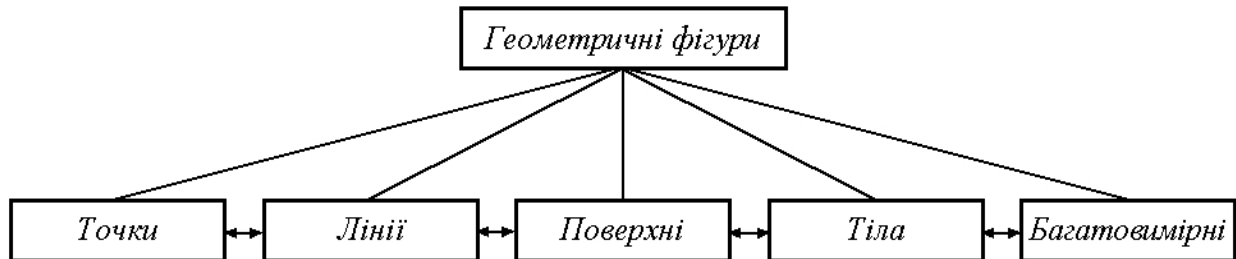 Геометричні фігури
Точки
Лінії
Поверхні
Тіла
Багатовимірні